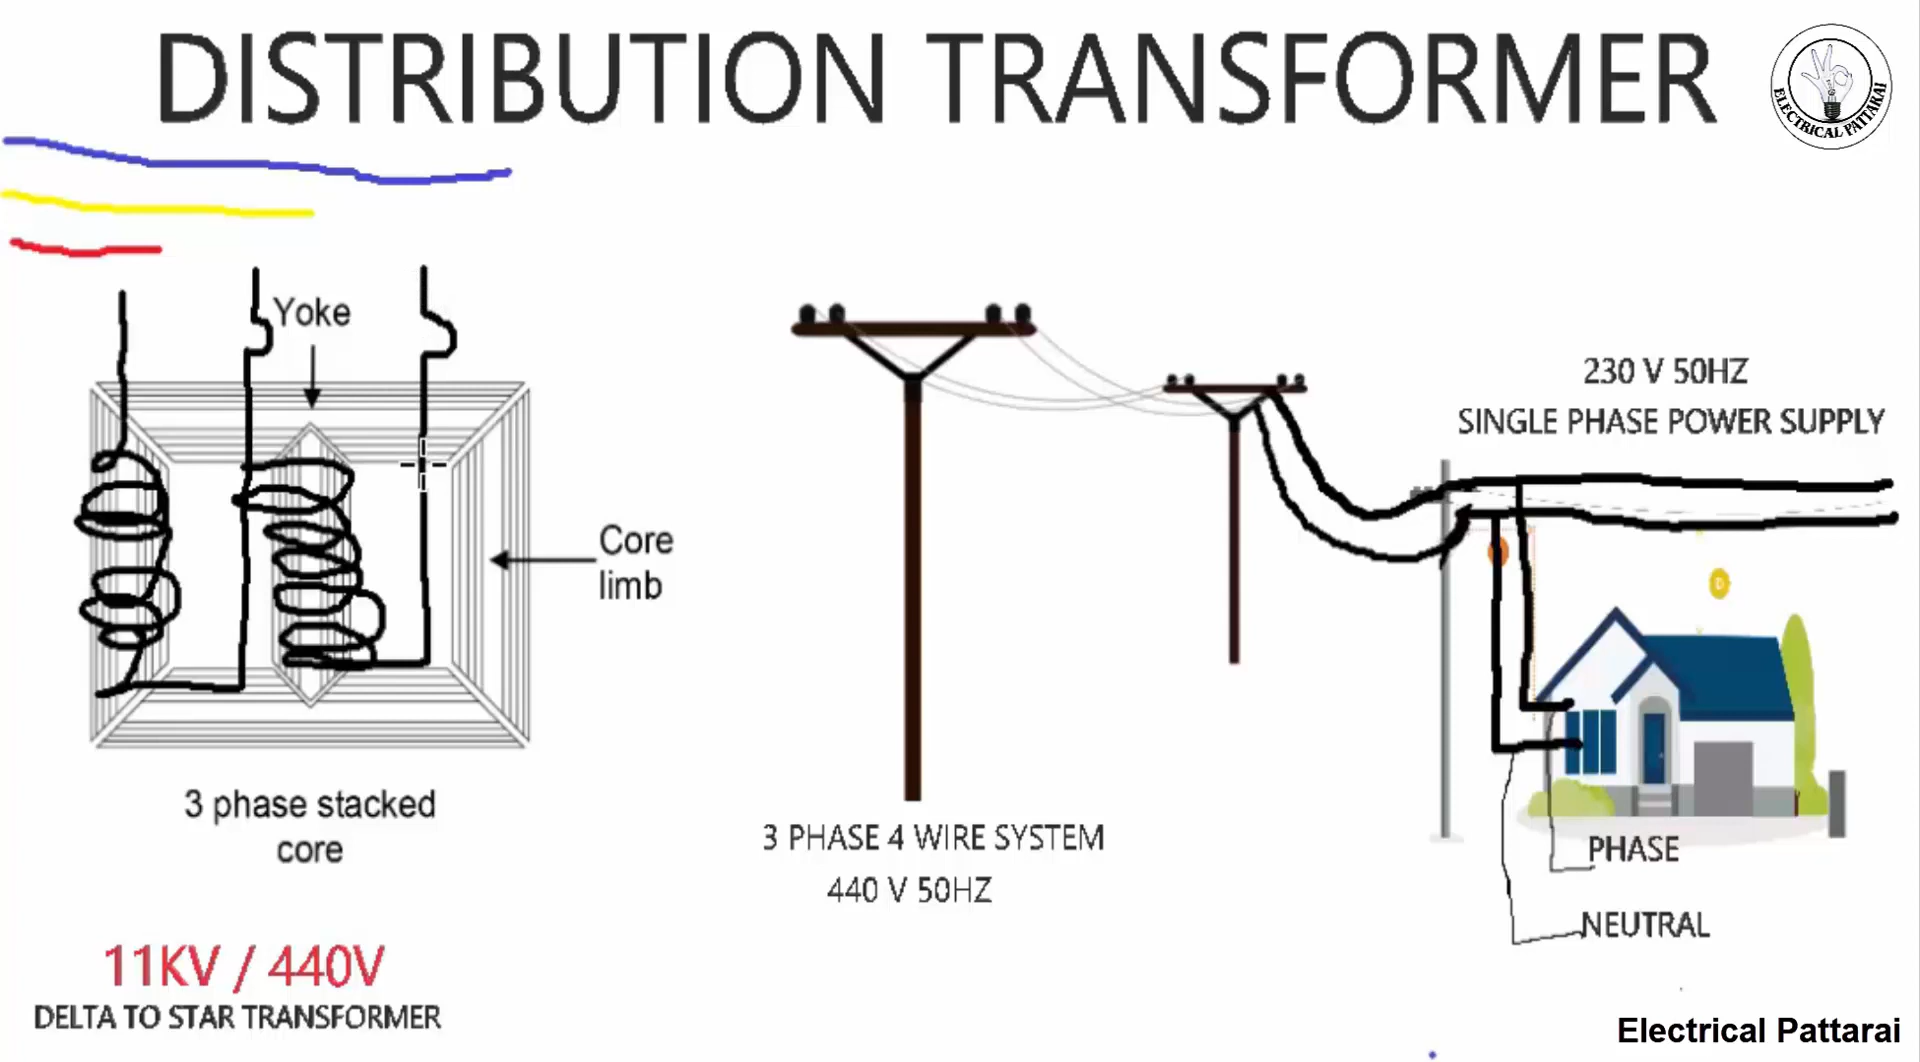 DISTRIBUTION TRANSFORMER
ELECTRICAL PATTARAI
Yoke
Core
limb
3 phase stacked
core
11KV / 440V
DELTA TO STAR TRANSFORMER
3 PHASE 4 WIRE SYSTEM
440 V 50HZ
230 V 50HZ
SINGLE PHASE POWER SUPPLY
PHASE
NEUTRAL
Electrical Pattarai